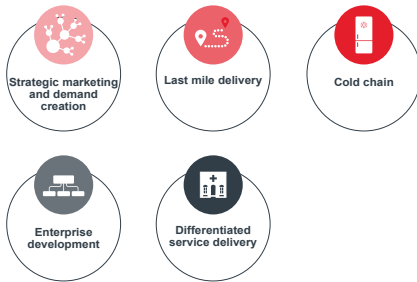 Strategic marketing
and demand
creation
Last mile delivery
Cold chain
Enterprise
development
Differentiated
service delivery